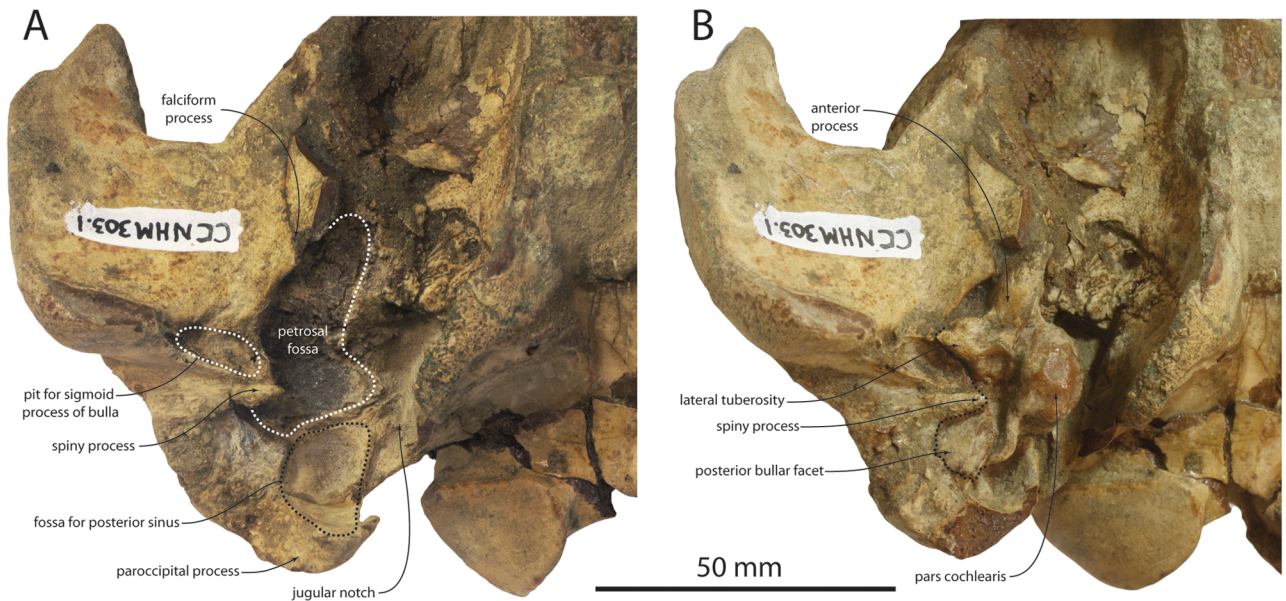 A
falciform
process
CCNHM303.1
petrosal
fossa
pit for sigmoid
process of bulla
spiny process
fossa for posterior sinus
paroccipital process
jugular notch
B
anterior
process
CCNHM303.1
lateral tuberosity
spiny process
posterior bullar facet
pars cochlearis
50 mm